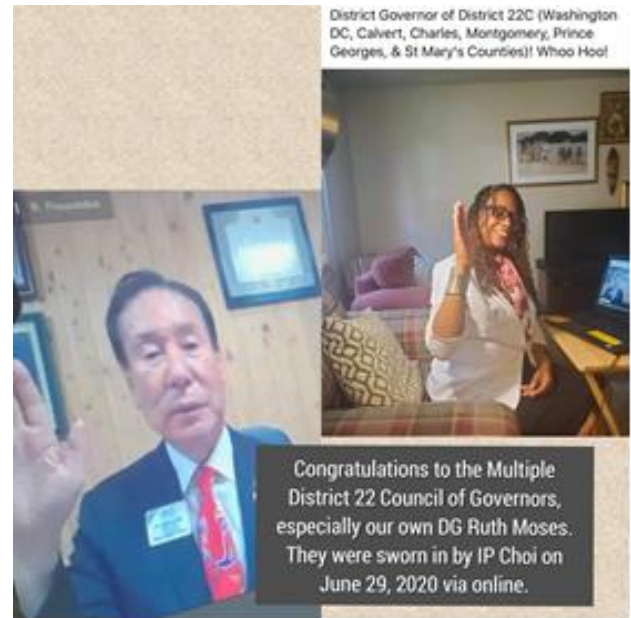 District Governor of District 22C (Washington
DC, Calvert, Charles, Montgomery, Prince
Georges, & St Mary's Counties)! Whoo Hoo!
Congratulations to the Multiple
District 22 Council of Governors,
especially our own DG Ruth Moses.
They were sworn in by IP Choi on
June 29, 2020 via online.